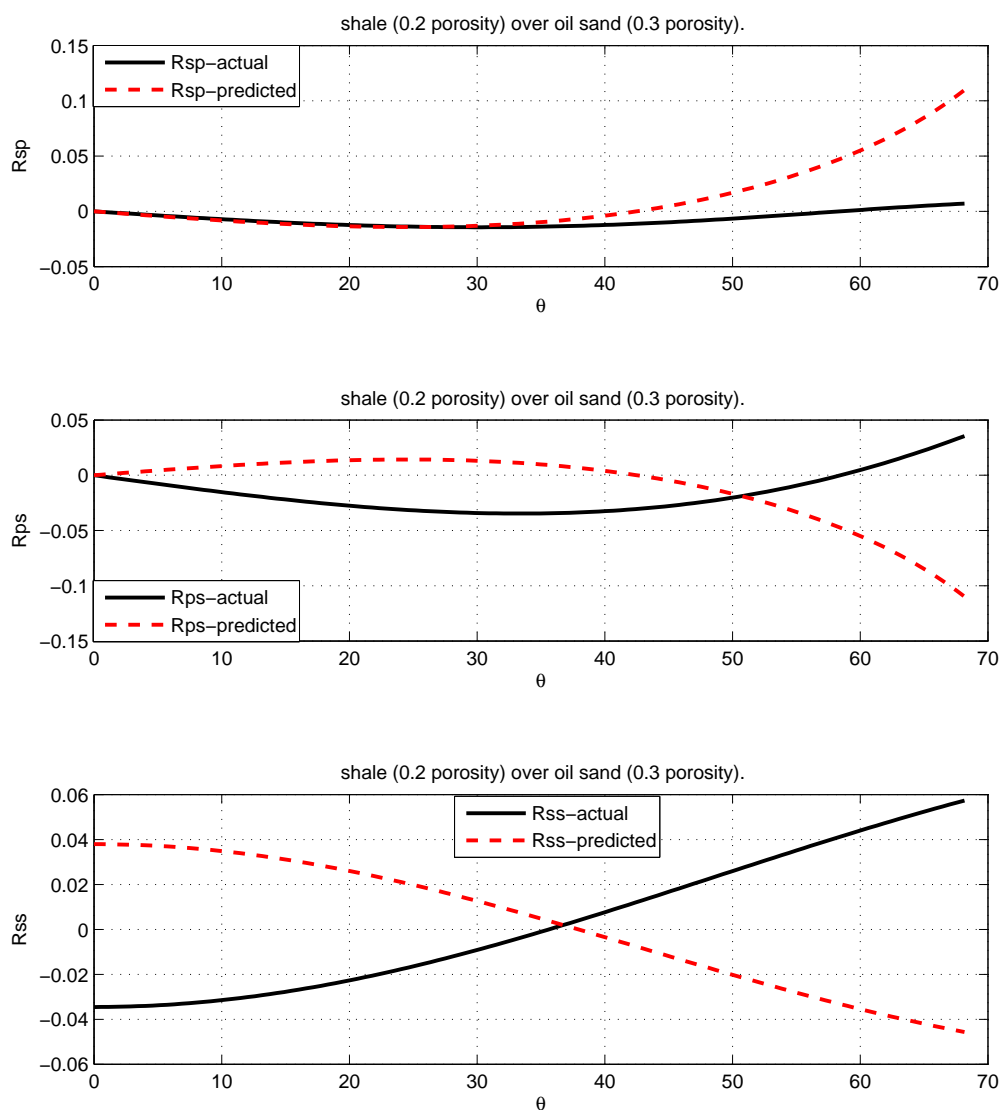 shale (0.2 porosity) over oil sand (0.3 porosity).
0.15
0.1
0.05
0
−0.05
Rsp
Rsp−actual
Rsp−predicted
0 10 20 30 40 50 60 70
θ
shale (0.2 porosity) over oil sand (0.3 porosity).
0.05
0
−0.05
−0.1
−0.15
Rps
Rps−actual
Rps−predicted
0 10 20 30 40 50 60 70
θ
shale (0.2 porosity) over oil sand (0.3 porosity).
0.06
0.04
0.02
0
−0.02
−0.04
−0.06
Rss
Rss−actual
Rss−predicted
0 10 20 30 40 50 60 70
θ